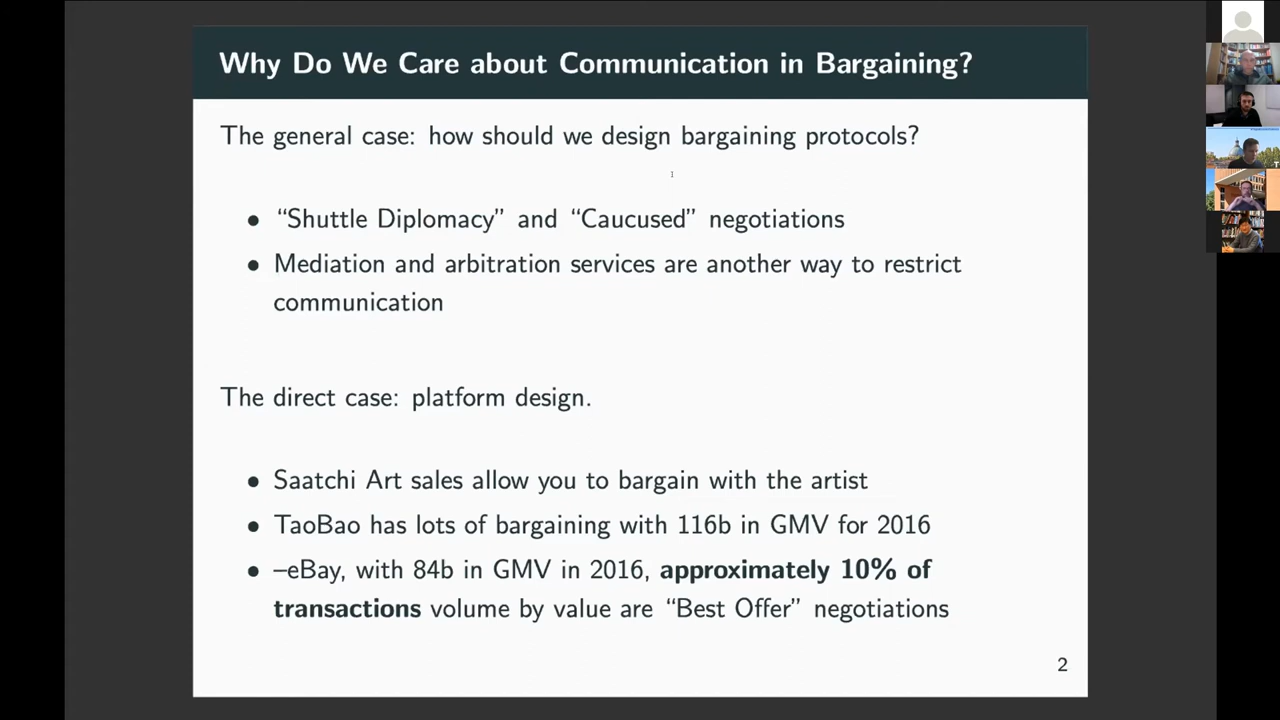 Why Do We Care about Communication in Bargaining?
The general case: how should we design bargaining protocols?
• “Shuttle Diplomacy” and “Caucused” negotiations
• Mediation and arbitration services are another way to restrict
communication
The direct case: platform design.
• Saatchi Art sales allow you to bargain with the artist
• TaoBao has lots of bargaining with 116b in GMV for 2016
• –eBay, with 84b in GMV in 2016, approximately 10% of
transactions volume by value are “Best Offer” negotiations
2